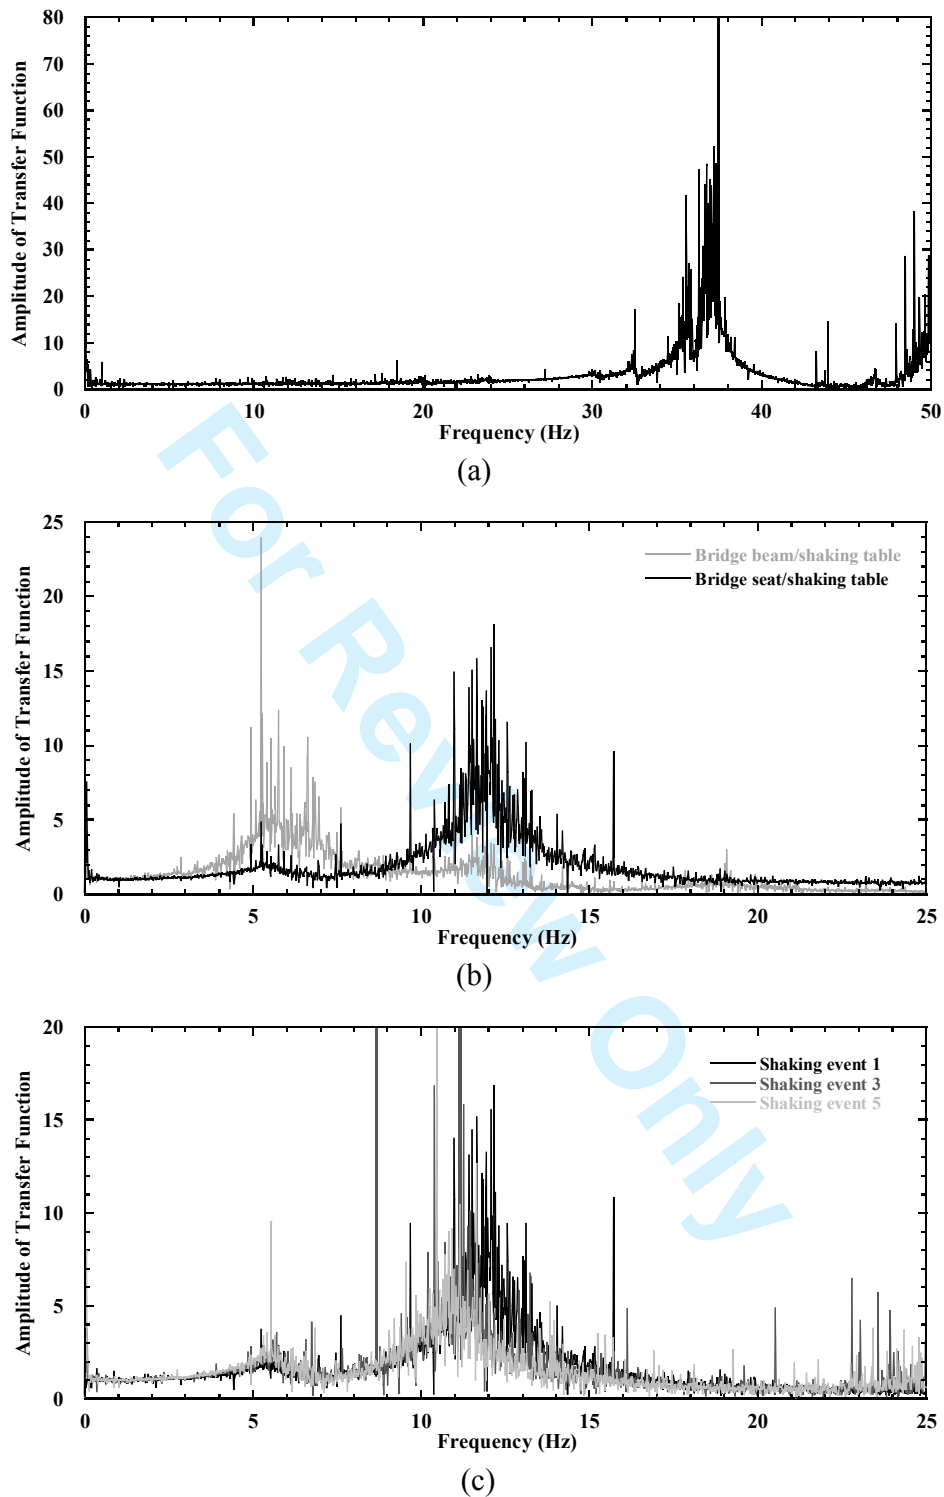 80
70
60
50
40
30
20
10
0
Amplitude of Transfer Function
0 10 20 30 40 50
Frequency (Hz)
(a)
25
20
15
10
5
0
Amplitude of Transfer Function
Bridge beam/shaking table
Bridge seat/shaking table
0 5 10 15 20 25
Frequency (Hz)
(b)
20
15
10
5
0
Amplitude of Transfer Function
Shaking event 1
Shaking event 3
Shaking event 5
0 5 10 15 20 25
Frequency (Hz)
(c)
For Review Only